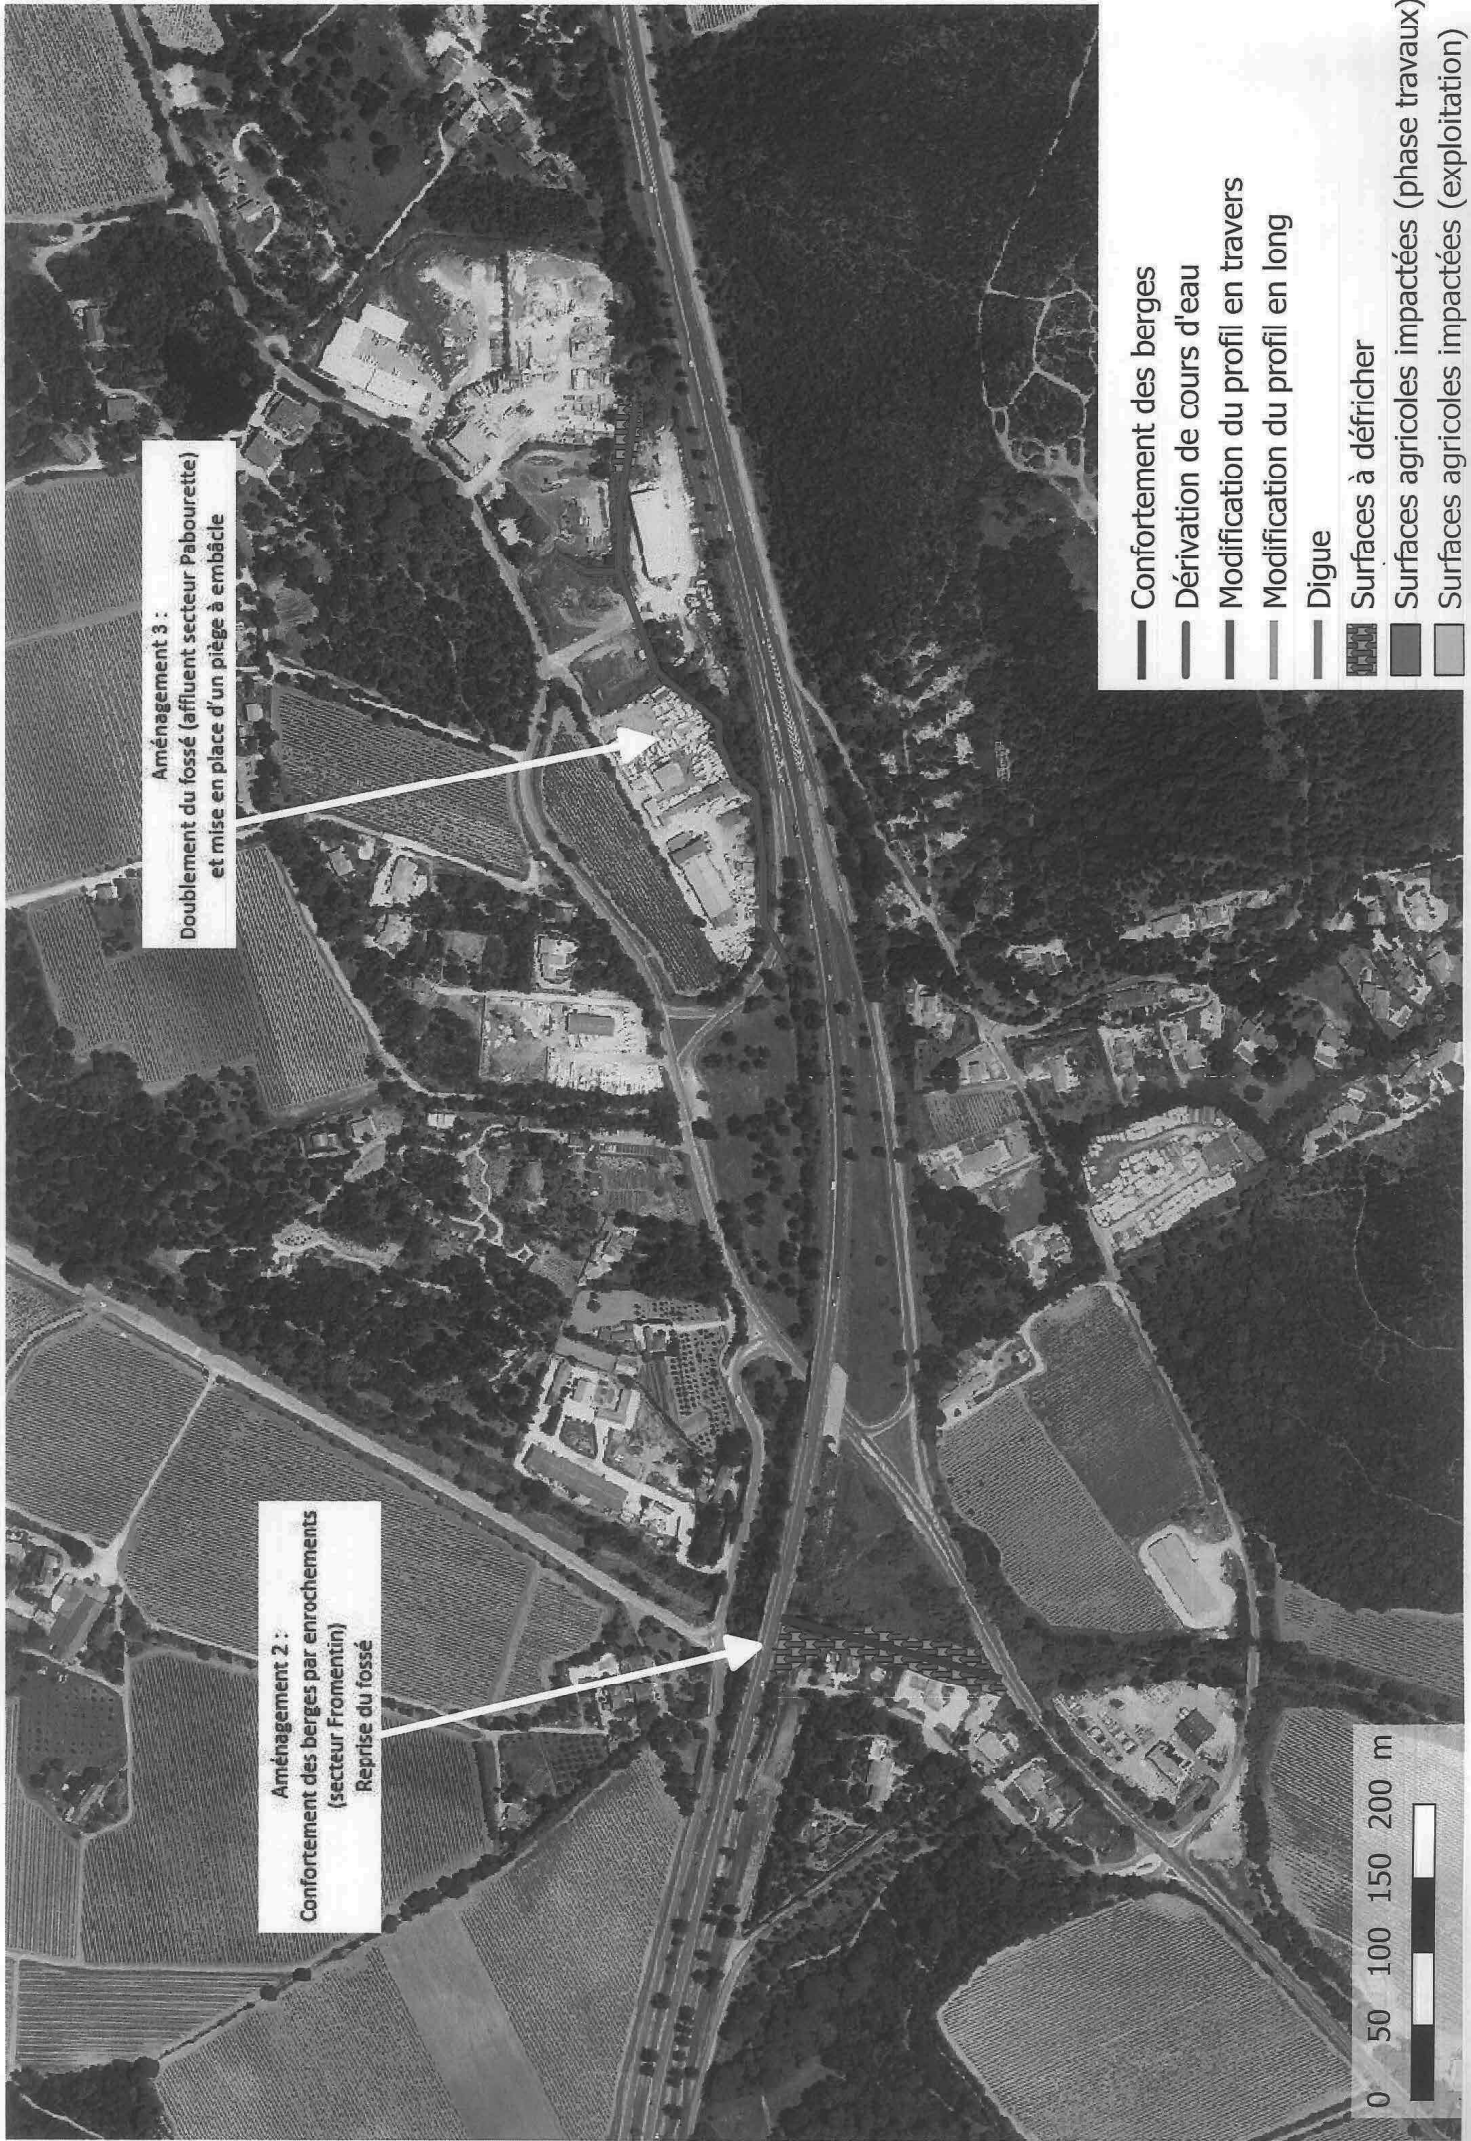 Aménagement 3 :
Doublement du fossé (affluent secteur Pabourette)
et mise en place d'un piège à embâcle
Aménagement 2 :
Confortement des berges par enrochements
(secteur Fromentin)
Reprise du fossé
Confortement des berges
Dérivation de cours d'eau
Modification du profil en travers
Modification du profil en long
Digue
Surfaces à défricher
Surfaces agricoles impactées (phase travaux)
Surfaces agricoles impactées (exploitation)
0 50 100 150 200 m